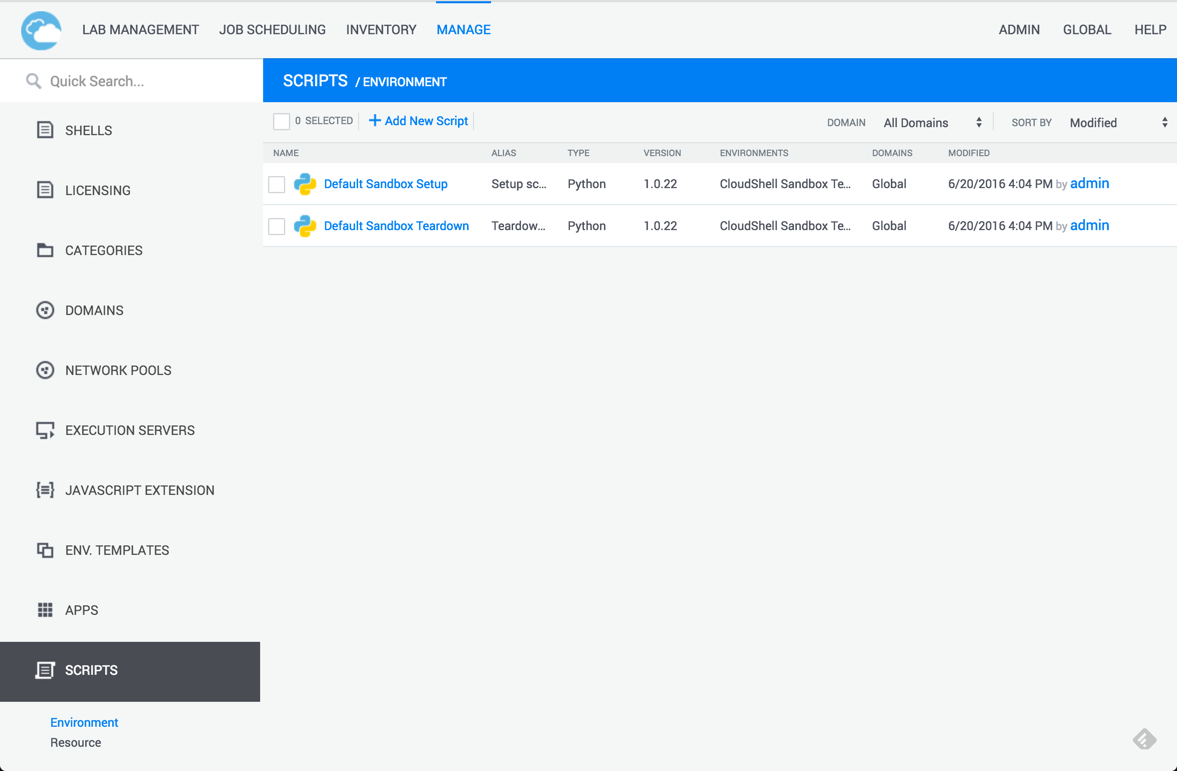 LAB MANAGEMENT JOB SCHEDULING INVENTORY MANAGE ADMIN GLOBAL HELP
Quick Search...
SCRIPTS / ENVIRONMENT
0 SELECTED + Add New Script DOMAIN All Domains SORT BY Modified
NAME ALIAS TYPE VERSION ENVIRONMENTS DOMAINS MODIFIED
Default Sandbox Setup Setup sc... Python 1.0.22 CloudShell Sandbox Te... Global 6/20/2016 4:04 PM by admin
Default Sandbox Teardown Teardow... Python 1.0.22 CloudShell Sandbox Te... Global 6/20/2016 4:04 PM by admin
SHELLS
LICENSING
CATEGORIES
DOMAINS
NETWORK POOLS
EXECUTION SERVERS
JAVASCRIPT EXTENSION
ENV. TEMPLATES
APPS
SCRIPTS
Environment
Resource